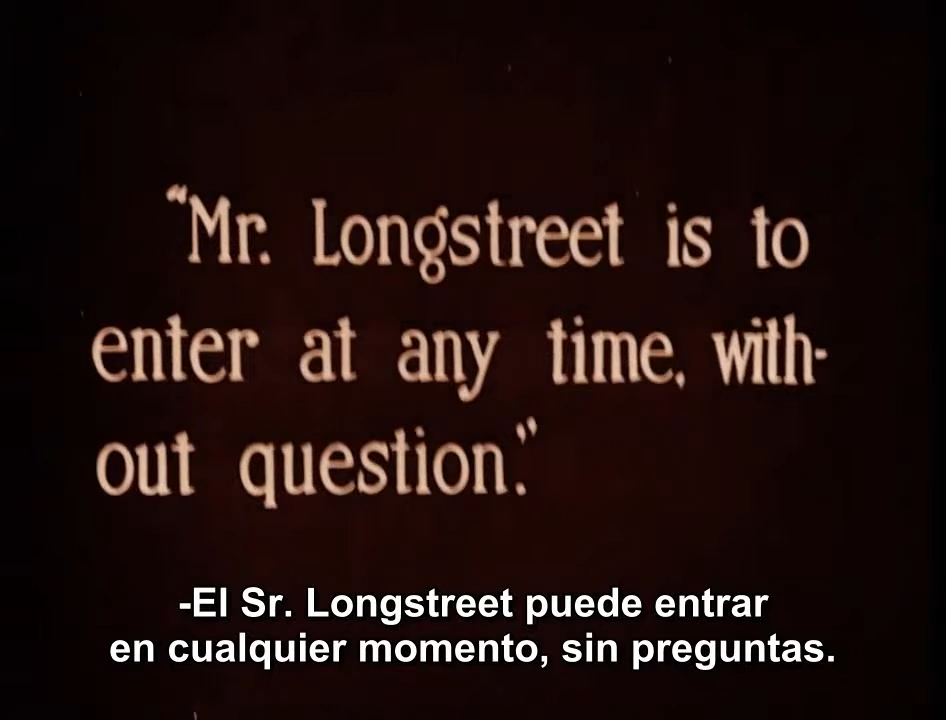 “Mr. Longstreet is to
enter at any time, with-
out question.”
-El Sr. Longstreet puede entrar
en cualquier momento, sin preguntas.